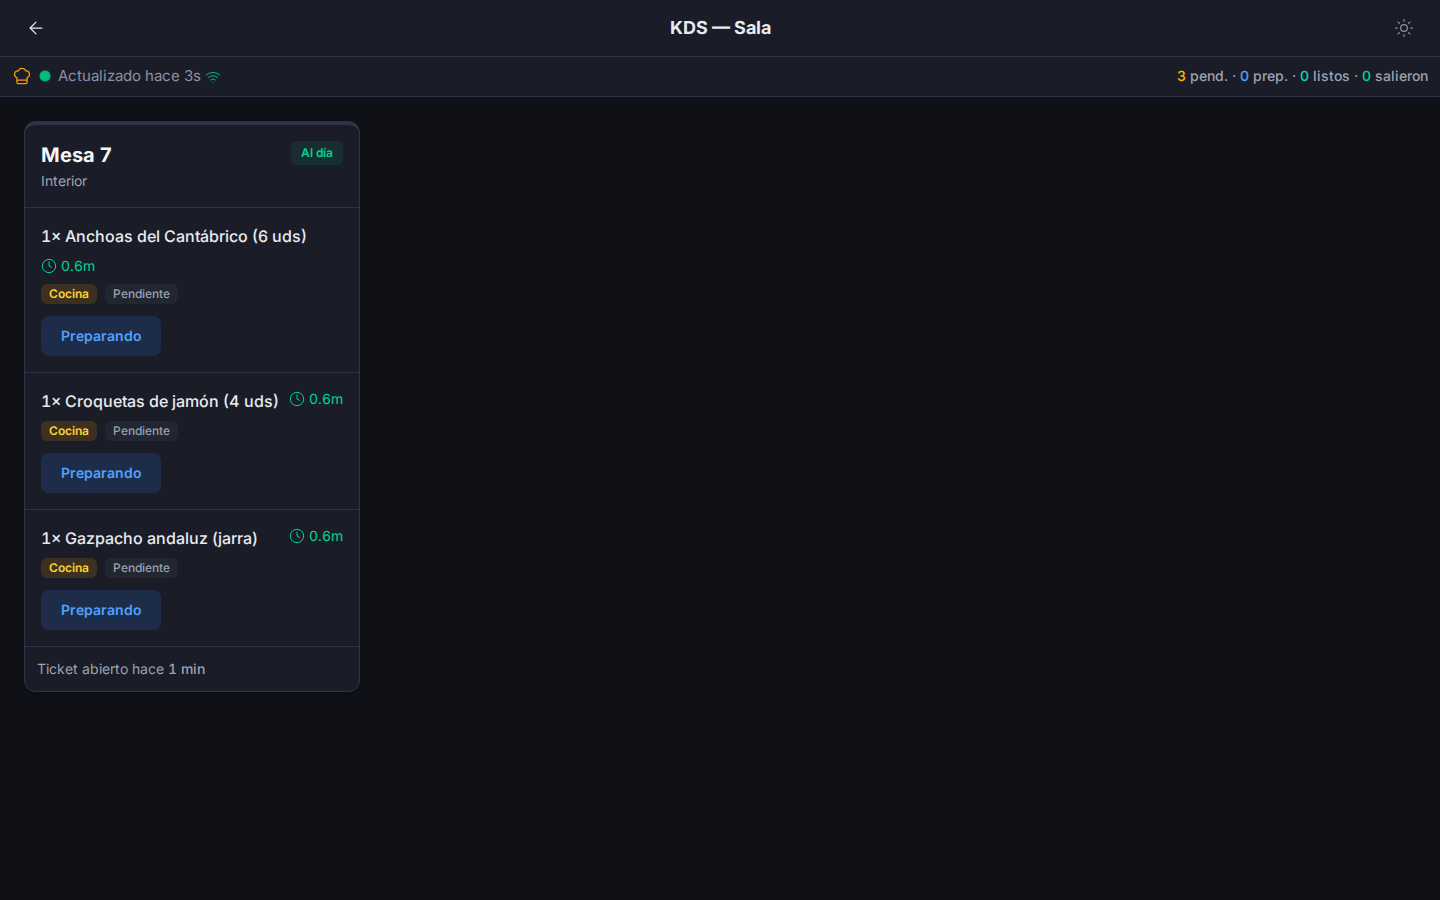 KDS — Sala
Actualizado hace 3s
3 pend. · 0 prep. · 0 listos · 0 salieron
Mesa 7
Al día
Interior
1× Anchoas del Cantábrico (6 uds)
0.6m
Cocina Pendiente
Preparando
1× Croquetas de jamón (4 uds) 0.6m
Cocina Pendiente
Preparando
1× Gazpacho andaluz (jarra) 0.6m
Cocina Pendiente
Preparando
Ticket abierto hace 1 min